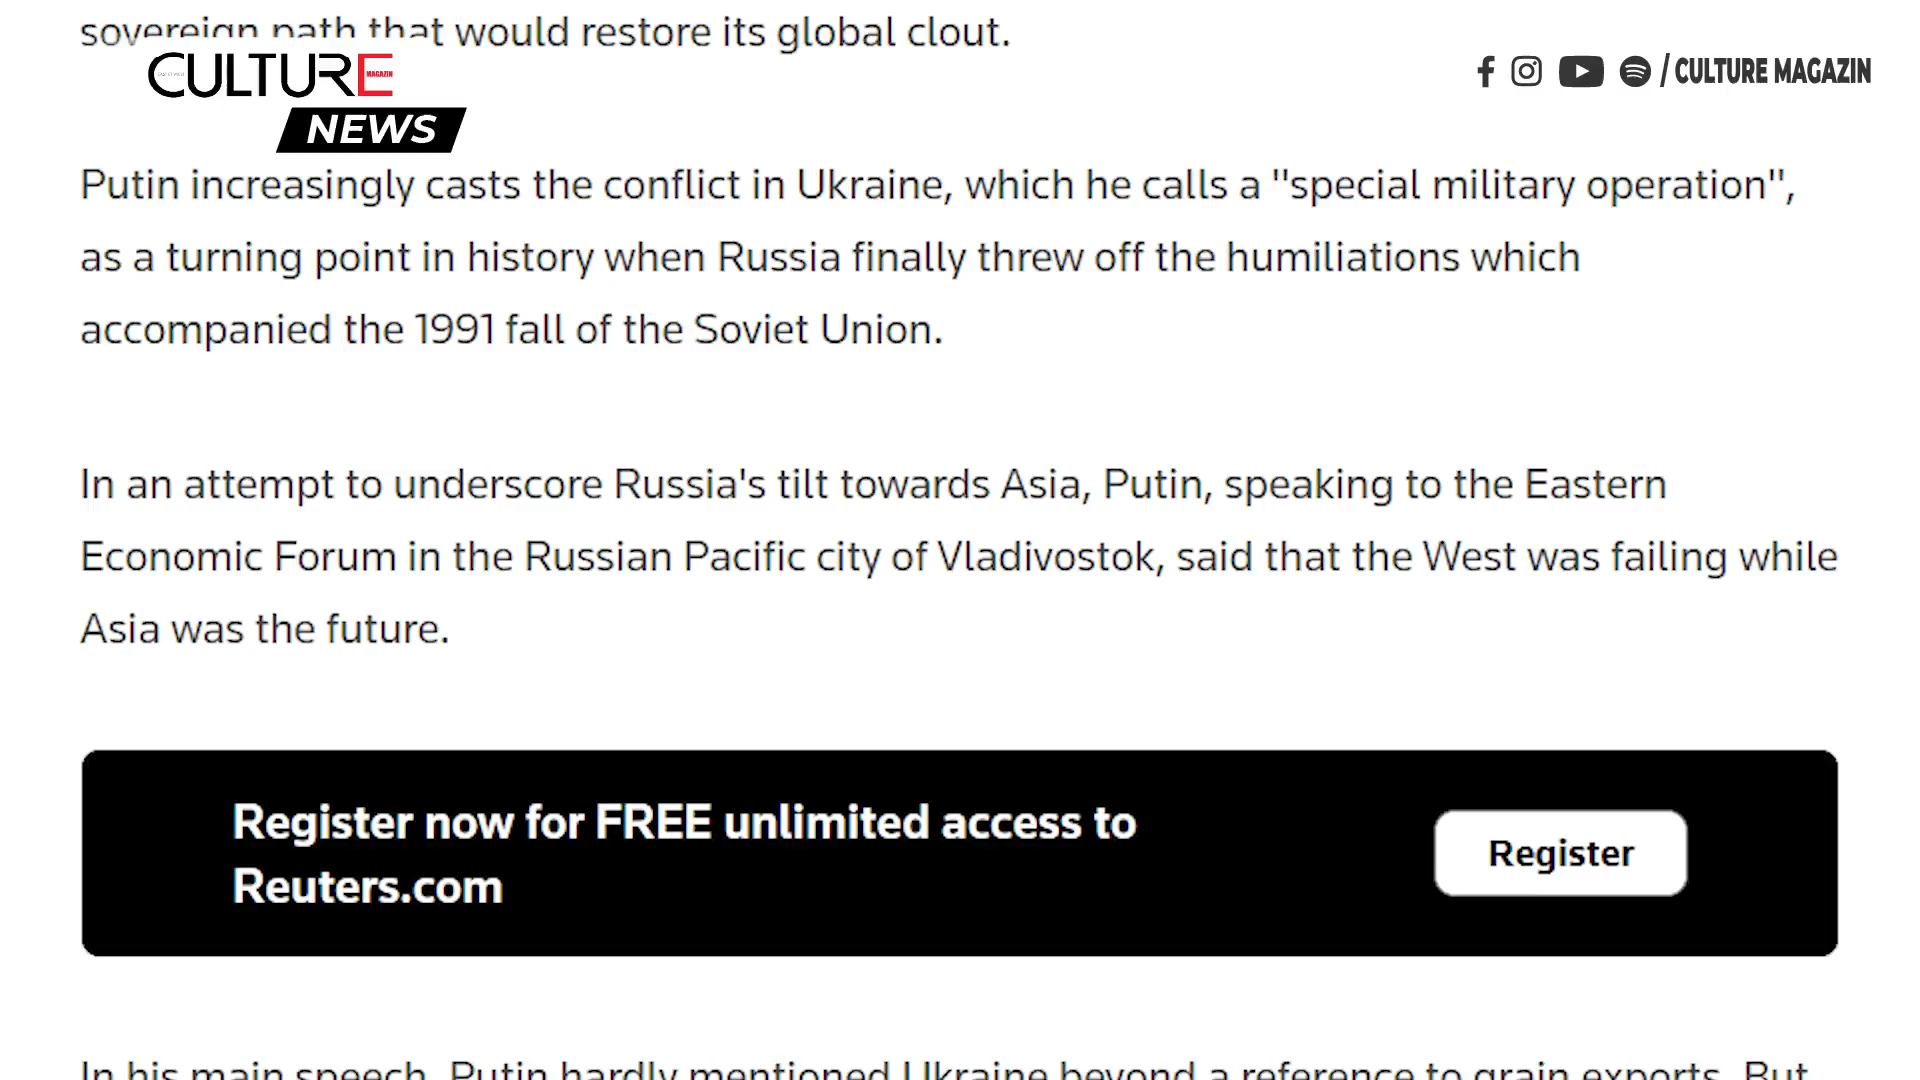 sovereign path that would restore its global clout.
CULTURE
MAGAZIN
NEWS
/ CULTURE MAGAZIN
Putin increasingly casts the conflict in Ukraine, which he calls a "special military operation",
as a turning point in history when Russia finally threw off the humiliations which
accompanied the 1991 fall of the Soviet Union.
In an attempt to underscore Russia's tilt towards Asia, Putin, speaking to the Eastern
Economic Forum in the Russian Pacific city of Vladivostok, said that the West was failing while
Asia was the future.
Register now for FREE unlimited access to
Reuters.com
Register
In his main speech, Putin hardly mentioned Ukraine beyond a reference to grain exports. But